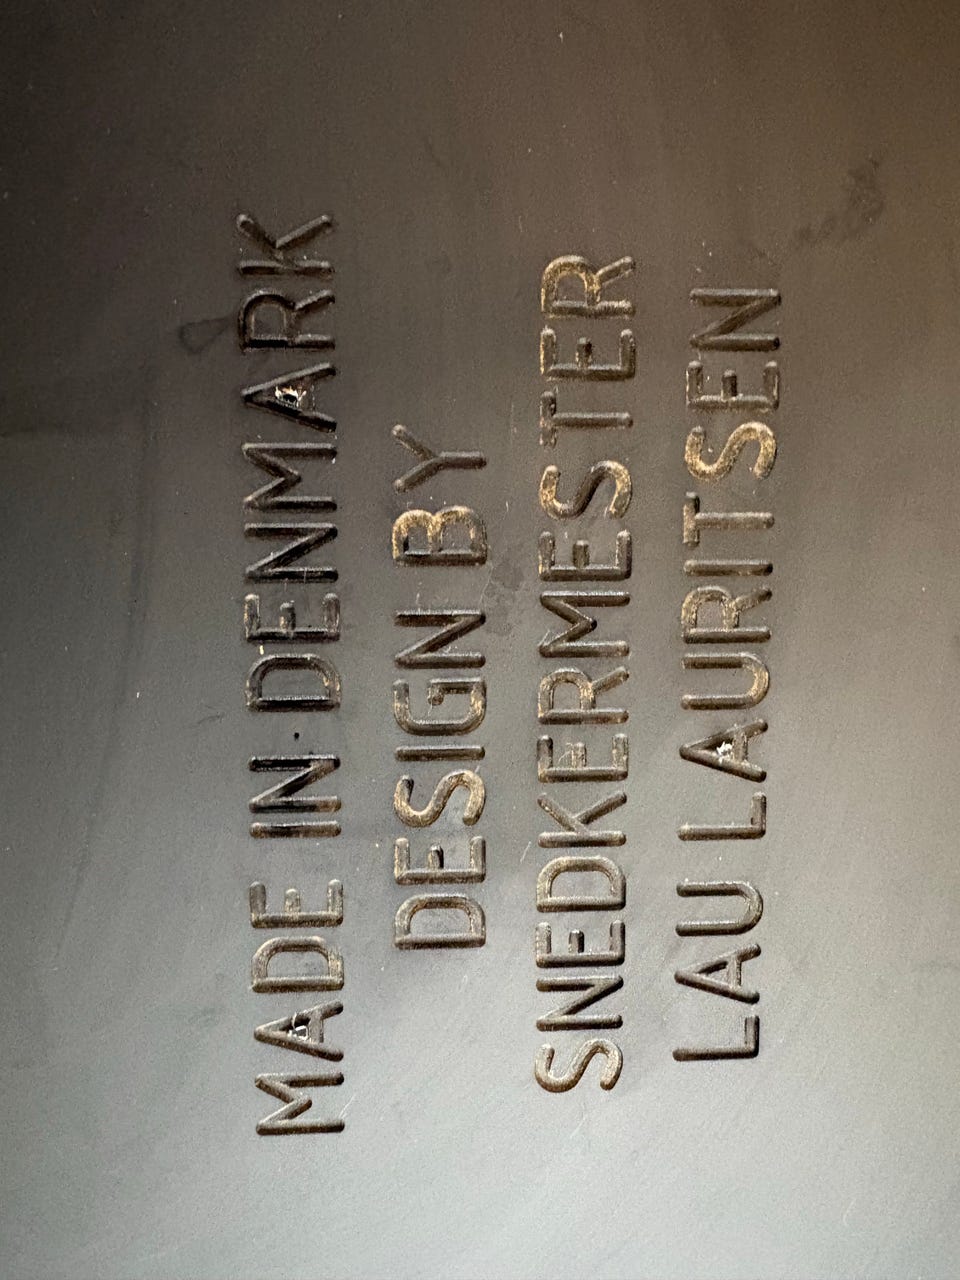 MADE IN DENMARK
DESIGN BY
SNEDKERMESTER
LAU LAURITSEN